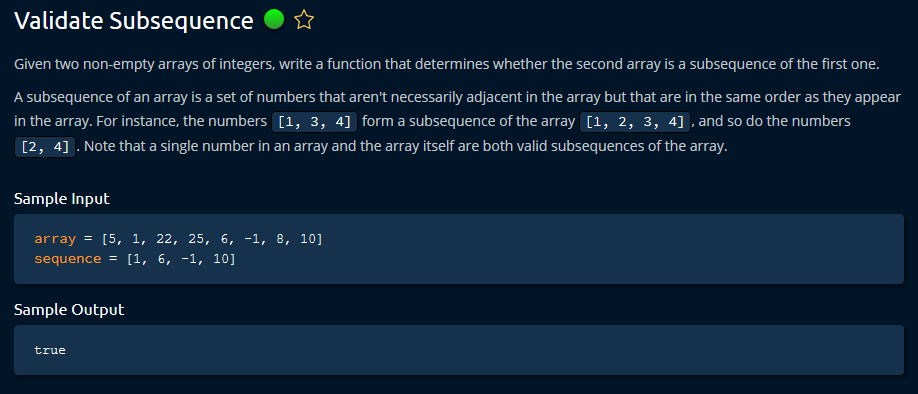 Validate Subsequence
Given two non-empty arrays of integers, write a function that determines whether the second array is a subsequence of the first one.
A subsequence of an array is a set of numbers that aren't necessarily adjacent in the array but that are in the same order as they appear
in the array. For instance, the numbers [1, 3, 4] form a subsequence of the array [1, 2, 3, 4], and so do the numbers
[2, 4]. Note that a single number in an array and the array itself are both valid subsequences of the array.
Sample Input
array = [5, 1, 22, 25, 6, -1, 8, 10]
sequence = [1, 6, -1, 10]
Sample Output
true